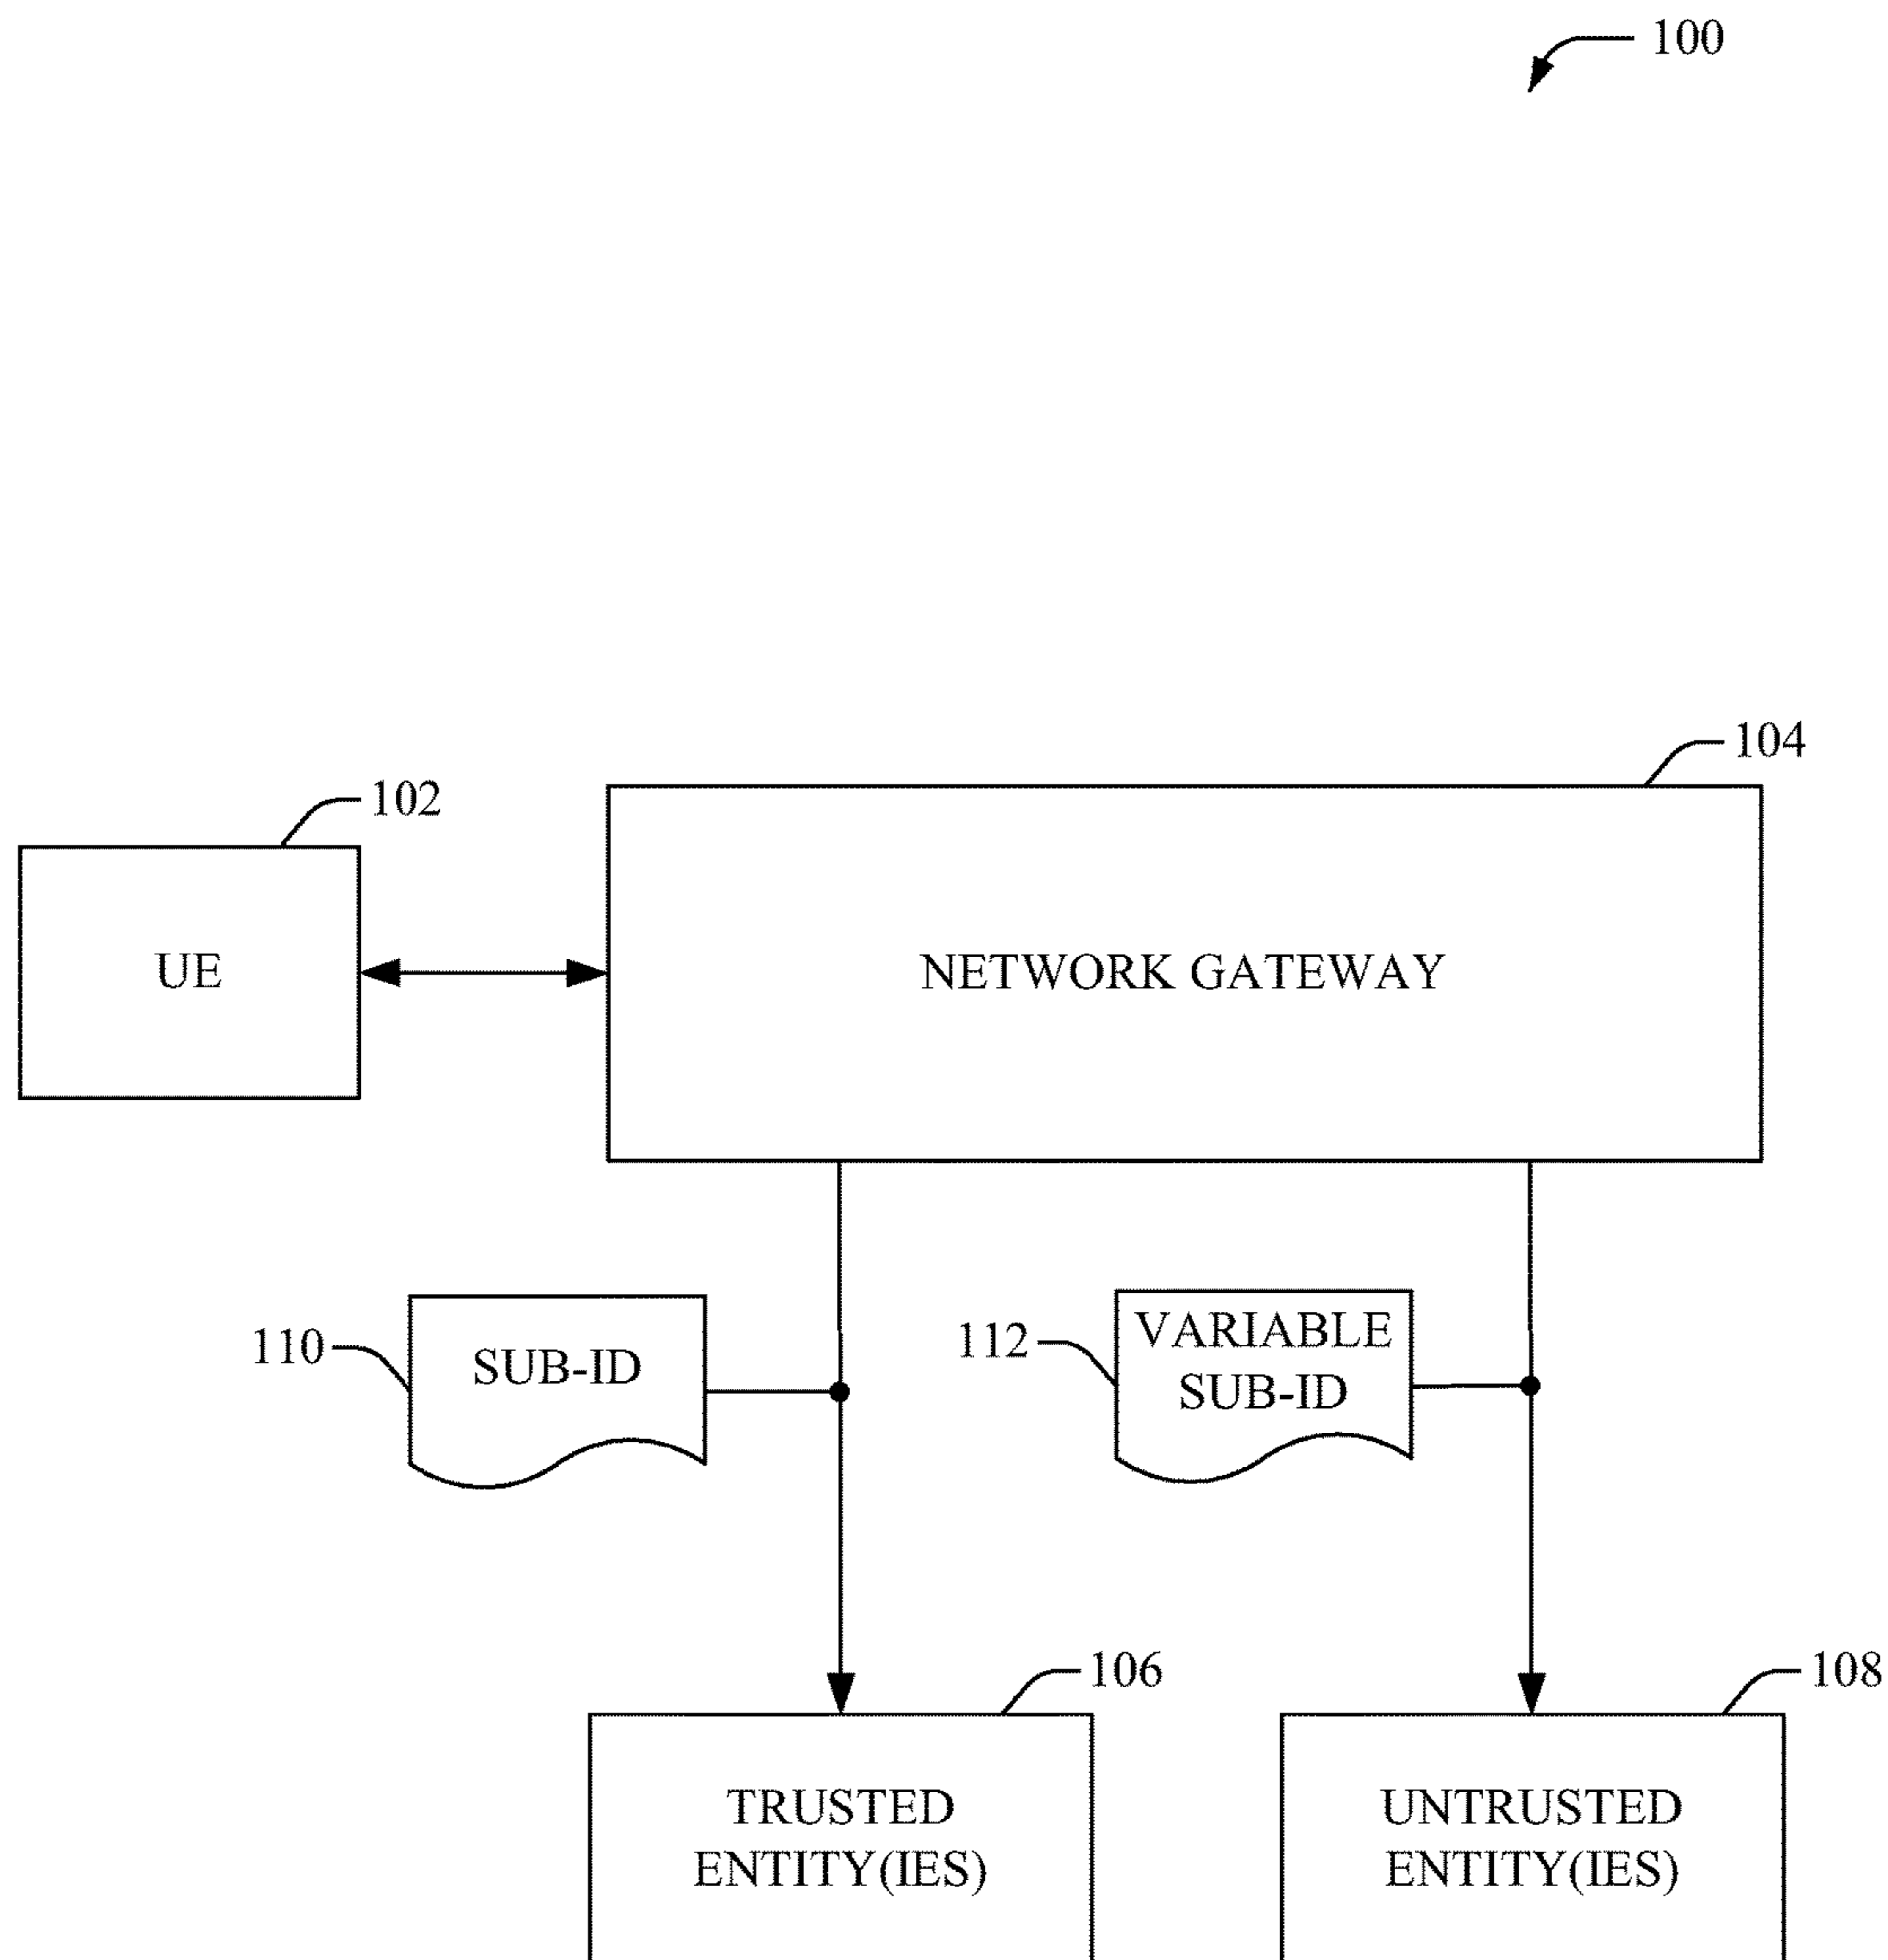 100
104
102
UE
NETWORK GATEWAY
110
SUB-ID
112
VARIABLE
SUB-ID
106
108
TRUSTED
ENTITY(IES)
UNTRUSTED
ENTITY(IES)